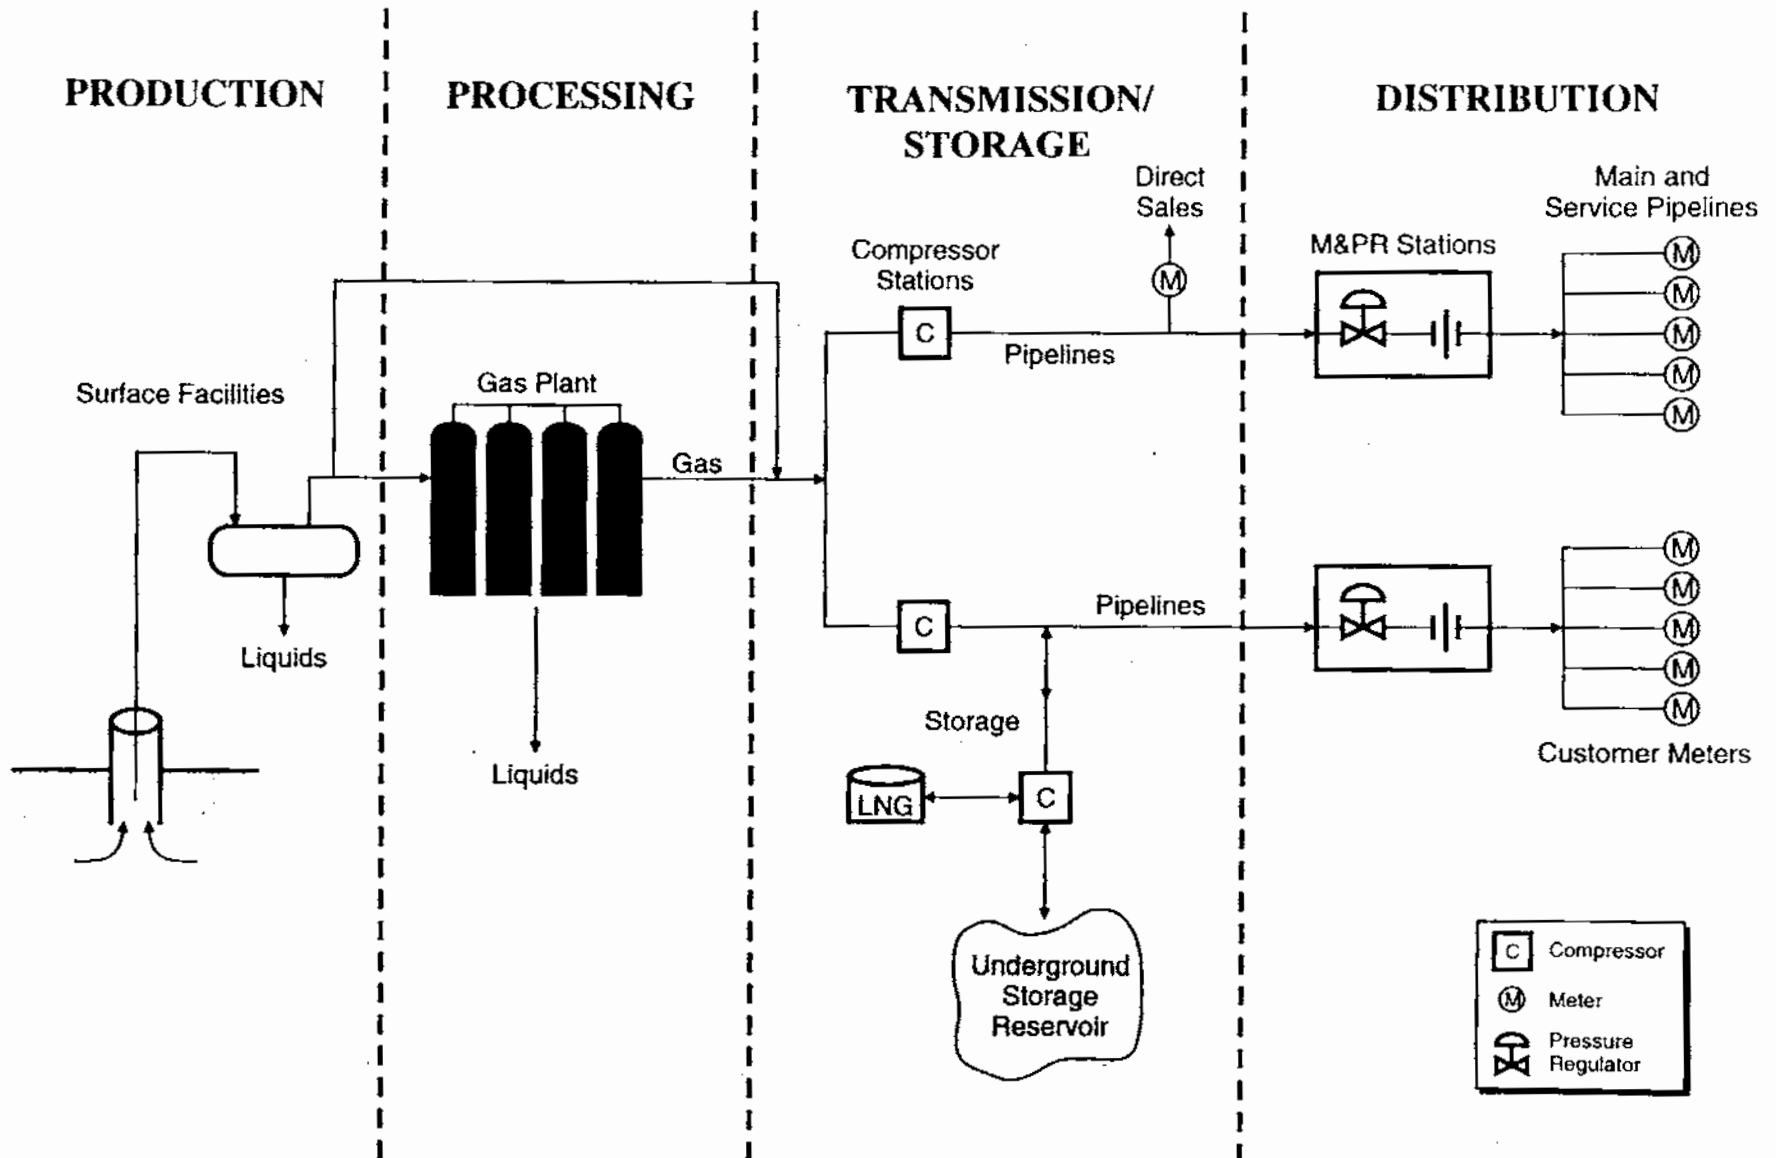 PRODUCTION
PROCESSING
TRANSMISSION/
STORAGE
DISTRIBUTION
Surface Facilities
Liquids
Gas Plant
Gas
Liquids
Compressor
Stations
C
Pipelines
Direct
Sales
M
C
Pipelines
Storage
LNG
C
Underground
Storage
Reservoir
M&PR Stations
Main and
Service Pipelines
M
M
M
M
M
M
M
M
M
M
Customer Meters
C Compressor
M Meter
Pressure
Regulator